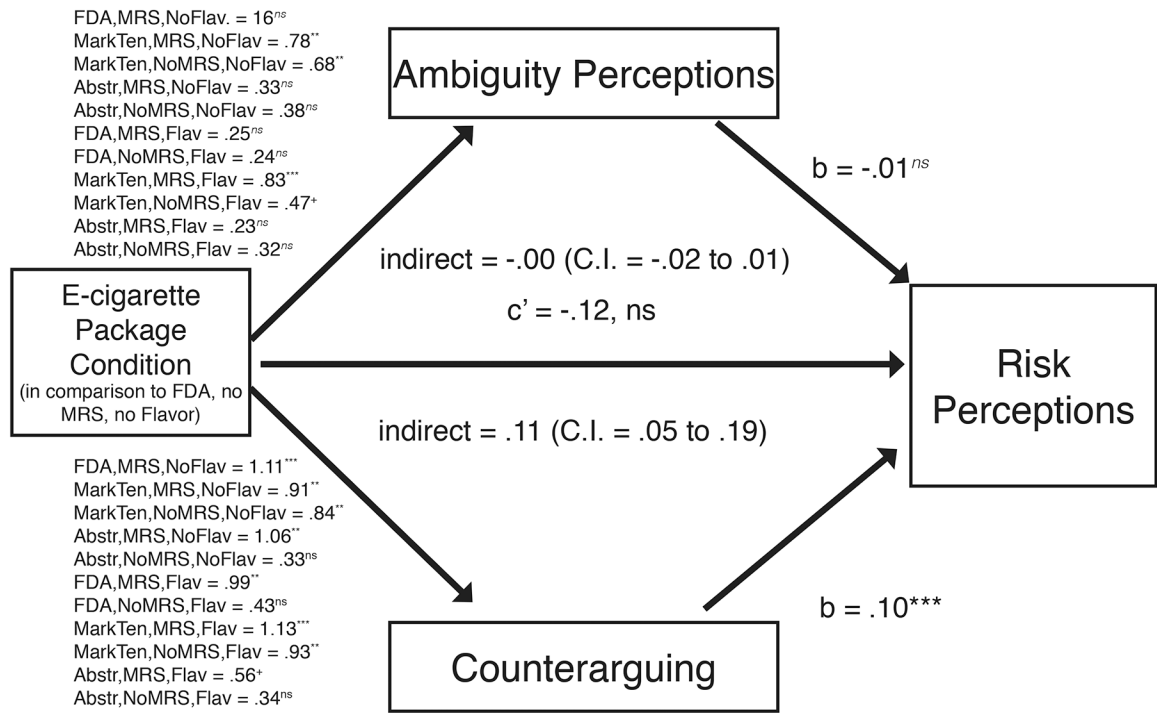 FDA,MRS,NoFlav. = 16ns
MarkTen,MRS,NoFlav = .78**
MarkTen,NoMRS,NoFlav = .68**
Abstr,MRS,NoFlav = .33ns
Abstr,NoMRS,NoFlav = .38ns
FDA,MRS,Flav = .25ns
FDA,NoMRS,Flav = .24ns
MarkTen,MRS,Flav = .83***
MarkTen,NoMRS,Flav = .47+
Abstr,MRS,Flav = .23ns
Abstr,NoMRS,Flav = .32ns
Ambiguity Perceptions
b = -.01ns
indirect = -.00 (C.I. = -.02 to .01)
c’ = -.12, ns
E-cigarette
Package
Condition
(in comparison to FDA, no
MRS, no Flavor)
Risk
Perceptions
indirect = .11 (C.I. = .05 to .19)
FDA,MRS,NoFlav = 1.11***
MarkTen,MRS,NoFlav = .91**
MarkTen,NoMRS,NoFlav = .84**
Abstr,MRS,NoFlav = 1.06**
Abstr,NoMRS,NoFlav = .33ns
FDA,MRS,Flav = .99**
FDA,NoMRS,Flav = .43ns
MarkTen,MRS,Flav = 1.13***
MarkTen,NoMRS,Flav = .93**
Abstr,MRS,Flav = .56+
Abstr,NoMRS,Flav = .34ns
b = .10***
Counterarguing